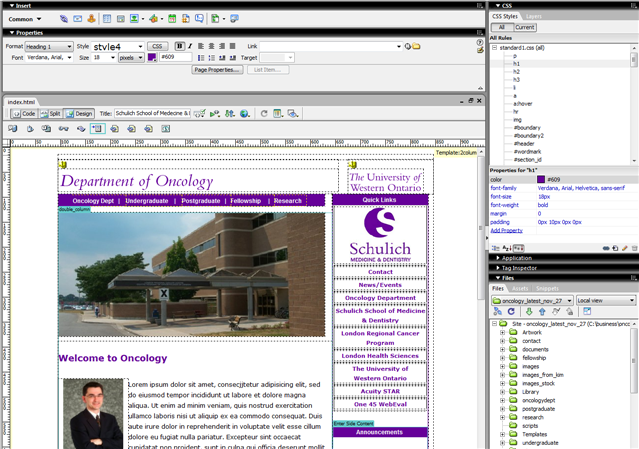 Insert
Common
Properties
Format Heading 1 Style style4 CSS B I Link
Font Verdana, Arial, Size 18 pixels #609 Target
Page Properties... List Item...
index.html
Code Split Design Title: Schulich School of Medecine & D
Template:2colum
Department of Oncology
The University of
Western Ontario
Oncology Dept | Undergraduate | Postgraduate | Fellowship | Research
double_column
Quick Links
X
Schulich
MEDICINE & DENTISTRY
Contact
News/Events
Oncology Department
Schulich School of Medicine
& Dentistry
London Regional Cancer
Program
London Health Sciences
The University of
Western Ontario
Acuity STAR
One 45 WebEval
Enter Side Content
Announcements
Welcome to Oncology
Lorem ipsum dolor sit amet, consecjtetur adipisicing elit, sed
do eiusmod tempor incididunt ut labore et dolore magna
aliqua. Ut enim ad minim veniam, quis nostrud exercitation
ullamco laboris nisi ut aliquip ex ea commodo consequat. Duis
aute irure dolor in reprehenderit in voluptate velit esse cillum
dolore eu fugiat nulla pariatur. Excepteur sint occaecat
cupidatat non proident, sunt in culpa qui officia deserunt mollit
CSS
CSS Styles Layers
All Current
All Rules
standard1.css (all)
p
h1
h2
h3
li
a
a:hover
hr
img
#boundary
#boundary2
#header
#wordmark
#section_id
Properties for "h1"
color #609
font-family Verdana, Arial, Helvetica, sans-serif
font-size 18px
font-weight bold
margin 0
padding 0px 10px 0px 0px
Add Property
Application
Tag Inspector
Files
Files Assets Snippets
oncology_latest_nov_27 Local view
Site - oncology_latest_nov_27 (C:\business\onco
Artwork
contact
documents
fellowship
images
images_from_kim
images_stock
Library
oncologydept
postgraduate
research
scripts
Templates
undergraduate